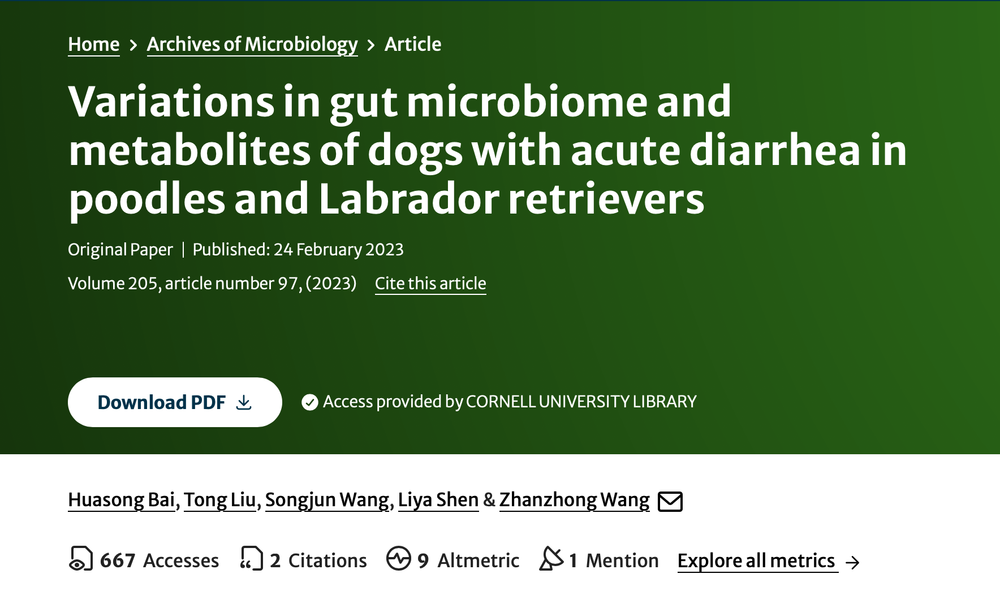 Home > Archives of Microbiology > Article
Variations in gut microbiome and
metabolites of dogs with acute diarrhea in
poodles and Labrador retrievers
Original Paper | Published: 24 February 2023
Volume 205, article number 97, (2023) Cite this article
Download PDF Access provided by CORNELL UNIVERSITY LIBRARY
Huasong Bai, Tong Liu, Songjun Wang, Liya Shen & Zhanzhong Wang
667 Accesses 2 Citations 9 Altmetric 1 Mention Explore all metrics →